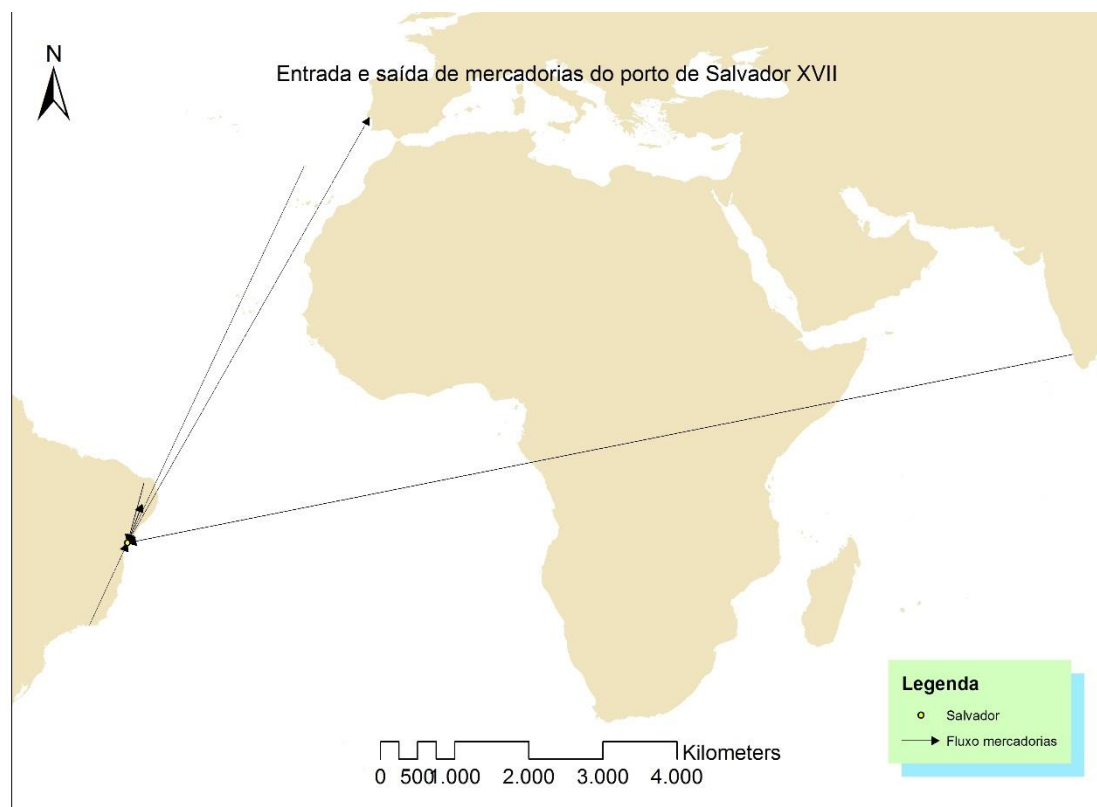 N
Entrada e saída de mercadorias do porto de Salvador XVII
Legenda
Salvador
Fluxo mercadorias
Kilometers
0 500 1.000 2.000 3.000 4.000